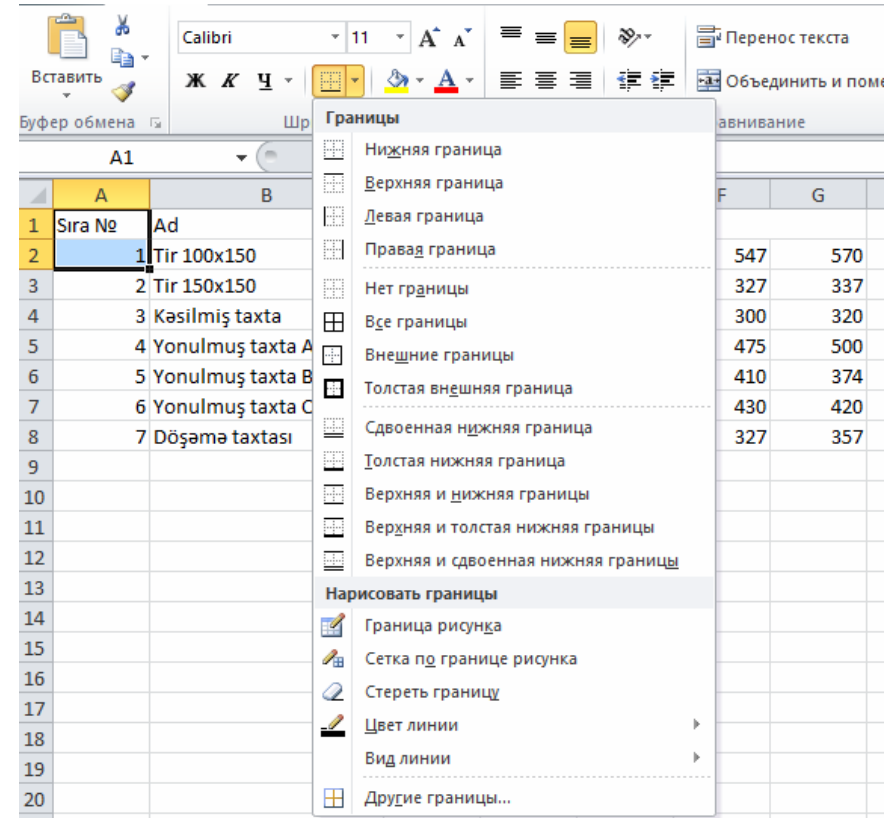 Calibri 11 А А Перенос текста
Вставить Ж К Ч А Объединить и поме
Буфер обмена Шр авнивание
A1
A B F G
1 Sıra № Ad
2 1 Tir 100x150 547 570
3 2 Tir 150x150 327 337
4 3 Kəsilmiş taxta 300 320
5 4 Yonulmuş taxta A 475 500
6 5 Yonulmuş taxta B 410 374
7 6 Yonulmuş taxta C 430 420
8 7 Döşəmə taxtası 327 357
9
10
11
12
13
14
15
16
17
18
19
20
Границы
Нижняя граница
Верхняя граница
Левая граница
Правая граница
Нет границы
Все границы
Внешние границы
Толстая внешняя граница
Сдвоенная нижняя граница
Толстая нижняя граница
Верхняя и нижняя границы
Верхняя и толстая нижняя границы
Верхняя и сдвоенная нижняя границы
Нарисовать границы
Граница рисунка
Сетка по границе рисунка
Стереть границу
Цвет линии
Вид линии
Другие границы...